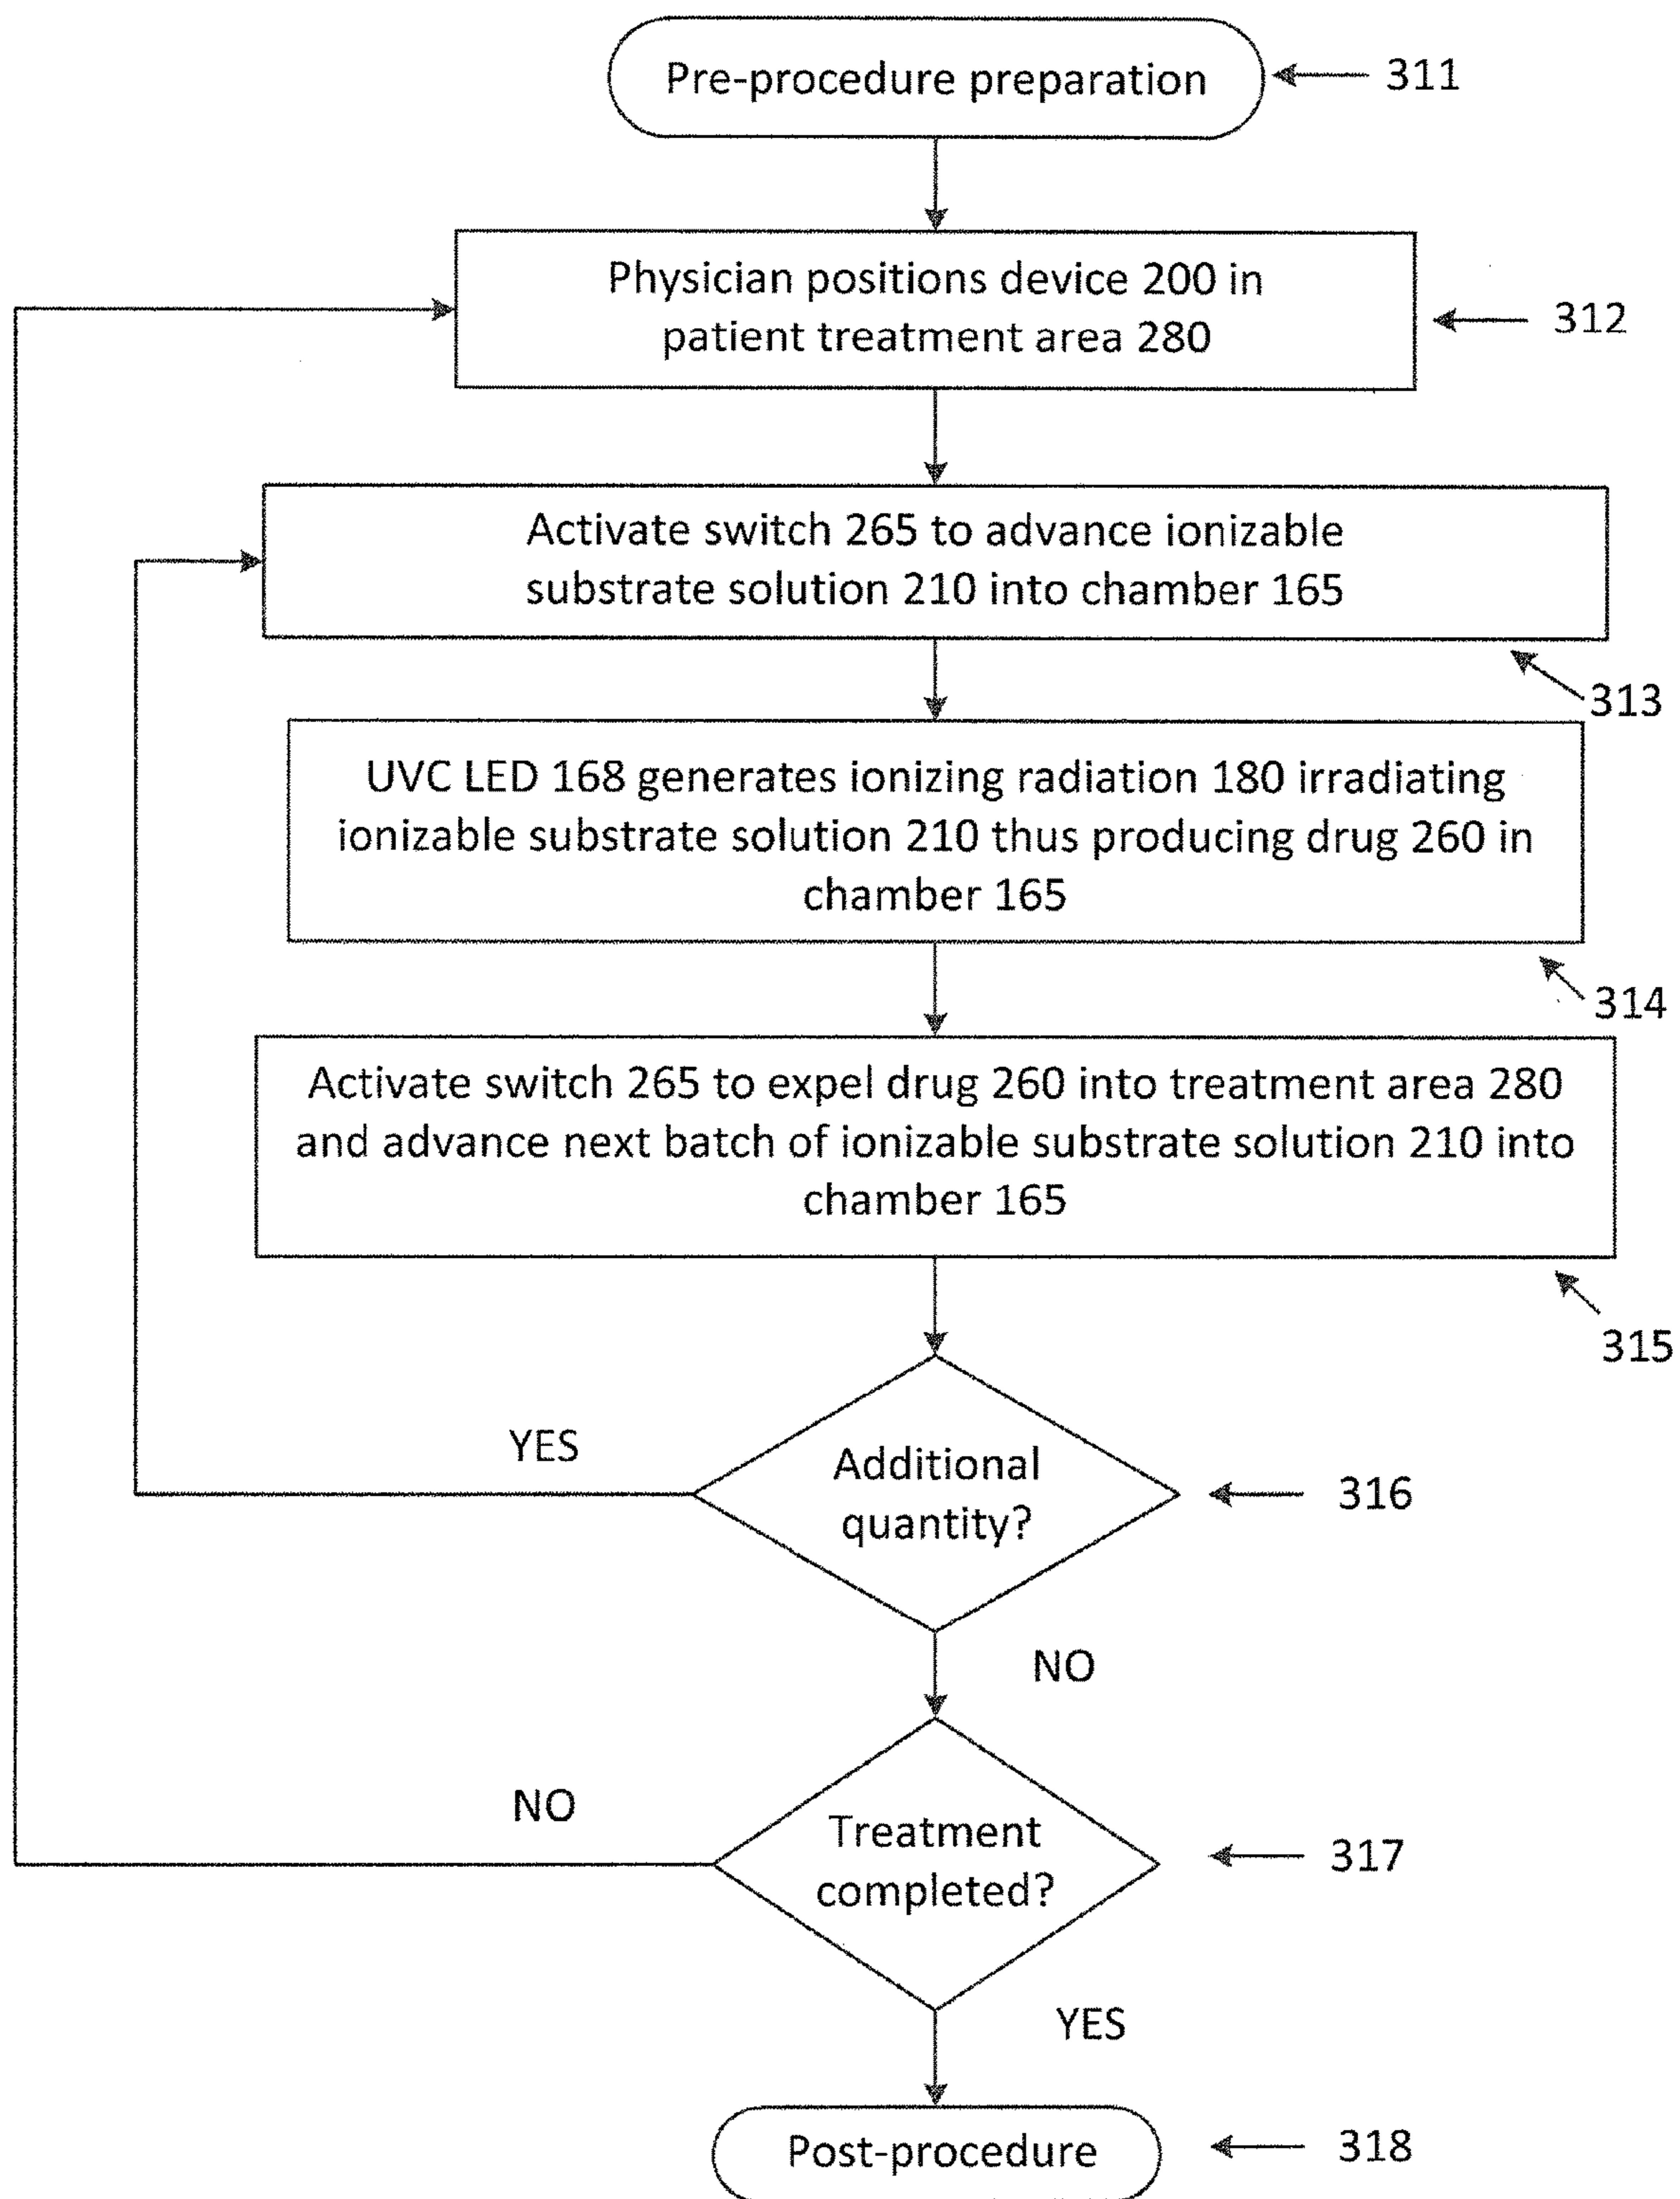 Pre-procedure preparation
311
Physician positions device 200 in
patient treatment area 280
312
Activate switch 265 to advance ionizable
substrate solution 210 into chamber 165
313
UVC LED 168 generates ionizing radiation 180 irradiating
ionizable substrate solution 210 thus producing drug 260 in
chamber 165
314
Activate switch 265 to expel drug 260 into treatment area 280
and advance next batch of ionizable substrate solution 210 into
chamber 165
315
YES
Additional
quantity?
316
NO
NO
Treatment
completed?
317
YES
Post-procedure
318